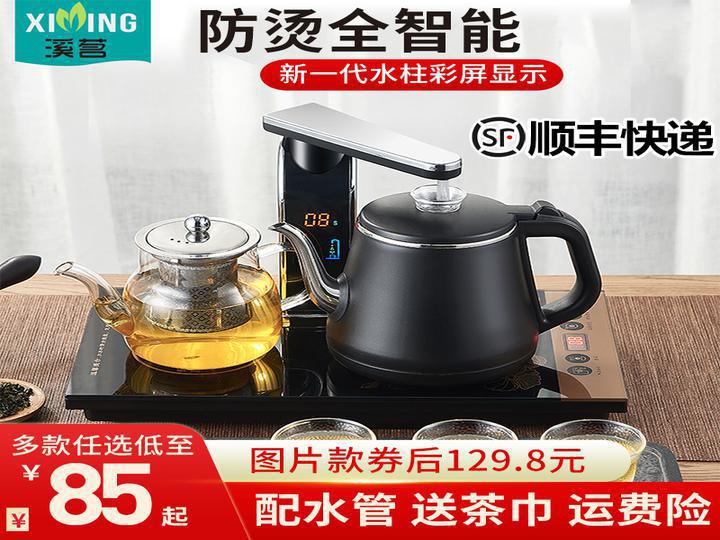 XIMING
溪茗
防烫全智能
新一代水柱彩屏显示
SF 顺丰快递
08 s
多款任选低至
¥85起
¥
图片款券后129.8元
配水管 送茶巾 运费险